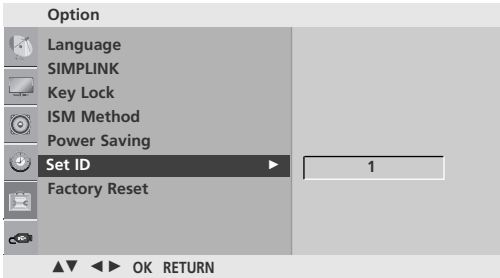 Option
Language
SIMPLINK
Key Lock
ISM Method
Power Saving
Set ID ► 1
Factory Reset
▲▼ ◄► OK RETURN